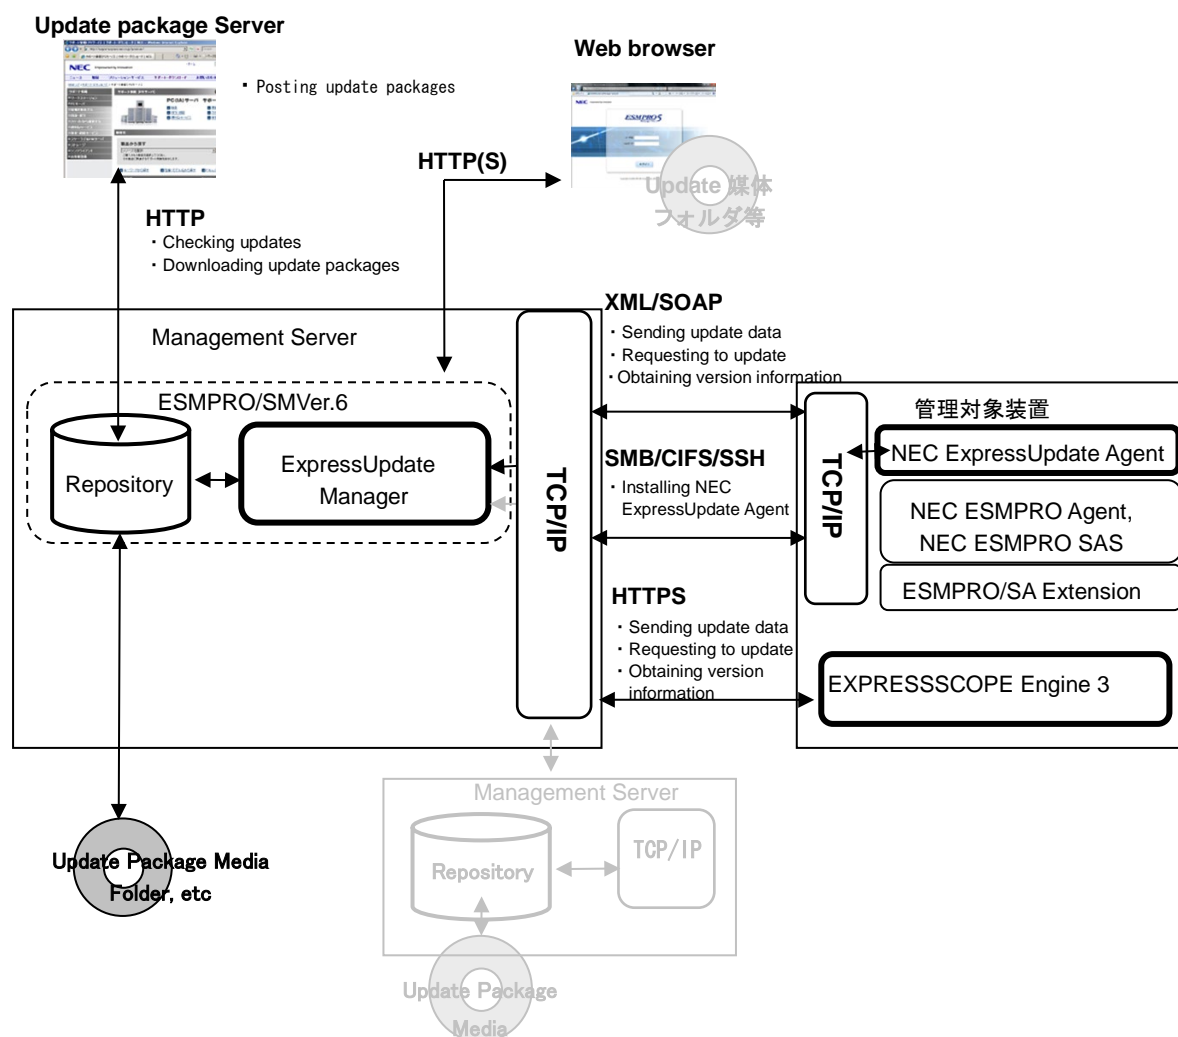 Update package Server
Web browser
NEC
・Posting update packages
NEC
ESMPRO5
HTTP(S)
Update 媒体
フォルダ等
HTTP
・Checking updates
・Downloading update packages
XML/SOAP
・Sending update data
・Requesting to update
・Obtaining version information
Management Server
ESMPRO/SMVer.6
Repository
ExpressUpdate
Manager
TCP/IP
SMB/CIFS/SSH
・Installing NEC
ExpressUpdate Agent
HTTPS
・Sending update data
・Requesting to update
・Obtaining version
information
管理対象装置
TCP/IP
NEC ExpressUpdate Agent
NEC ESMPRO Agent,
NEC ESMPRO SAS
ESMPRO/SA Extension
EXPRESSSCOPE Engine 3
Management Server
Repository
TCP/IP
Update Package Media
Folder, etc
Update Package
Media